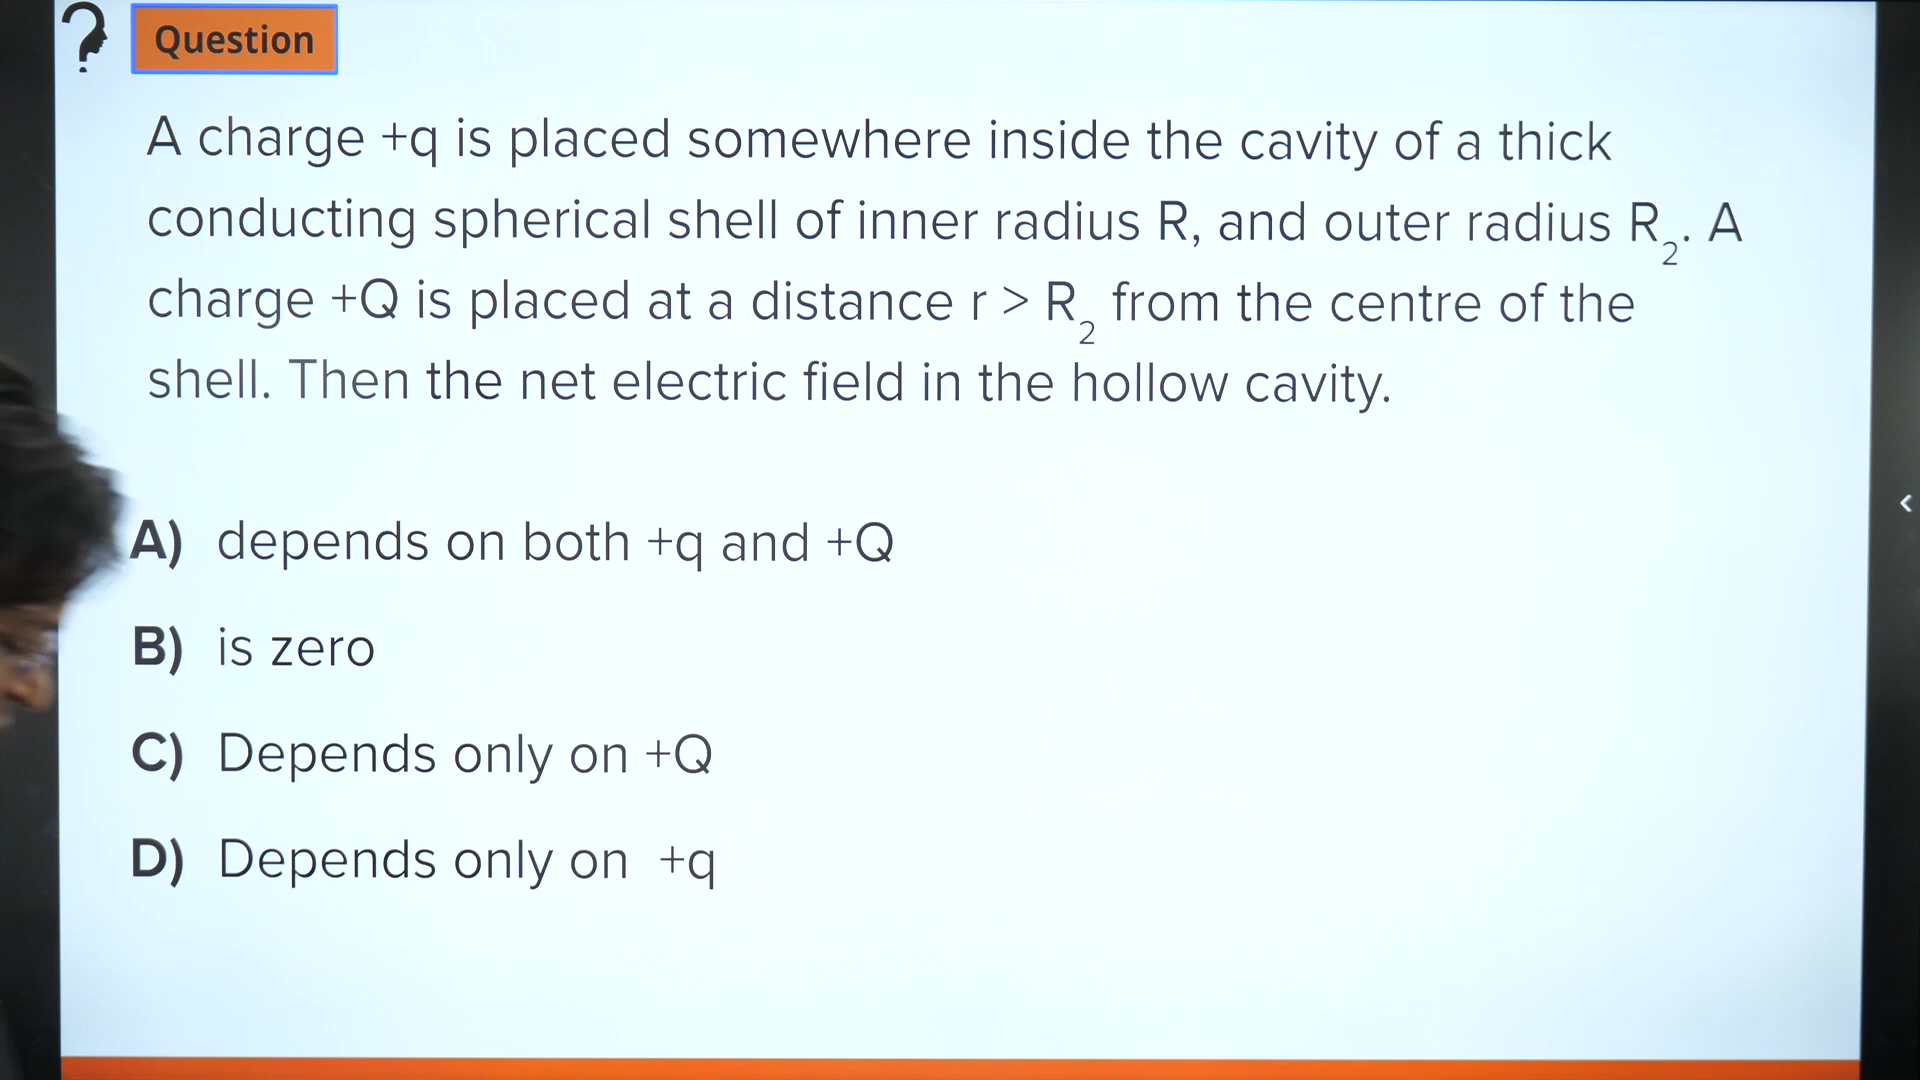 Question
A charge +q is placed somewhere inside the cavity of a thick
conducting spherical shell of inner radius R, and outer radius R₂. A
charge +Q is placed at a distance r > R₂ from the centre of the
shell. Then the net electric field in the hollow cavity.
A) depends on both +q and +Q
B) is zero
C) Depends only on +Q
D) Depends only on +q